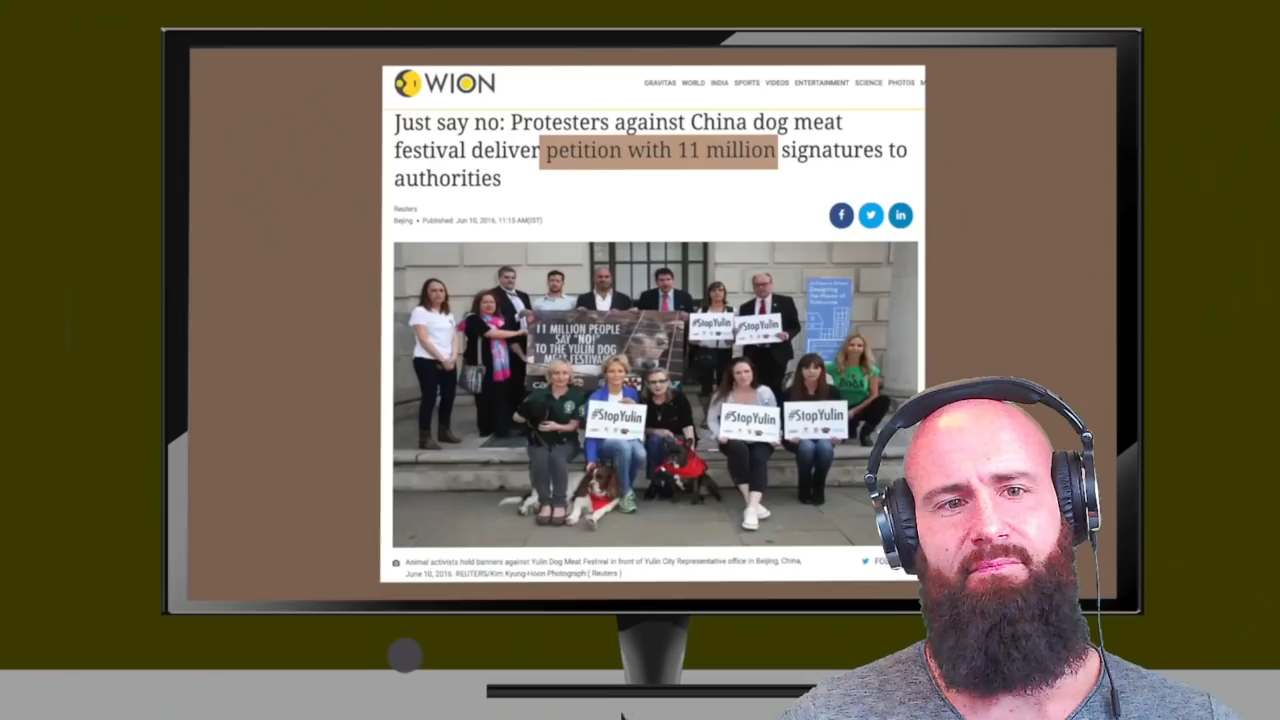 WION
GRAVITAS WORLD INDIA SPORTS VIDEOS ENTERTAINMENT SCIENCE PHOTOS M
Just say no: Protesters against China dog meat
festival deliver petition with 11 million signatures to
authorities
Reuters
Beijing • Published: Jun 10, 2016, 11:15 AM(IST)
f
in
11 MILLION PEOPLE
SAY "NO!"
TO THE YULIN DOG
MEAT FESTIVAL
#StopYulin
#StopYulin
#StopYulin
#StopYulin
#StopYulin
Animal activists hold banners against Yulin Dog Meat Festival in front of Yulin City Representative office in Beijing, China,
June 10, 2016. REUTERS/Kim Kyung-Hoon Photograph:( Reuters )